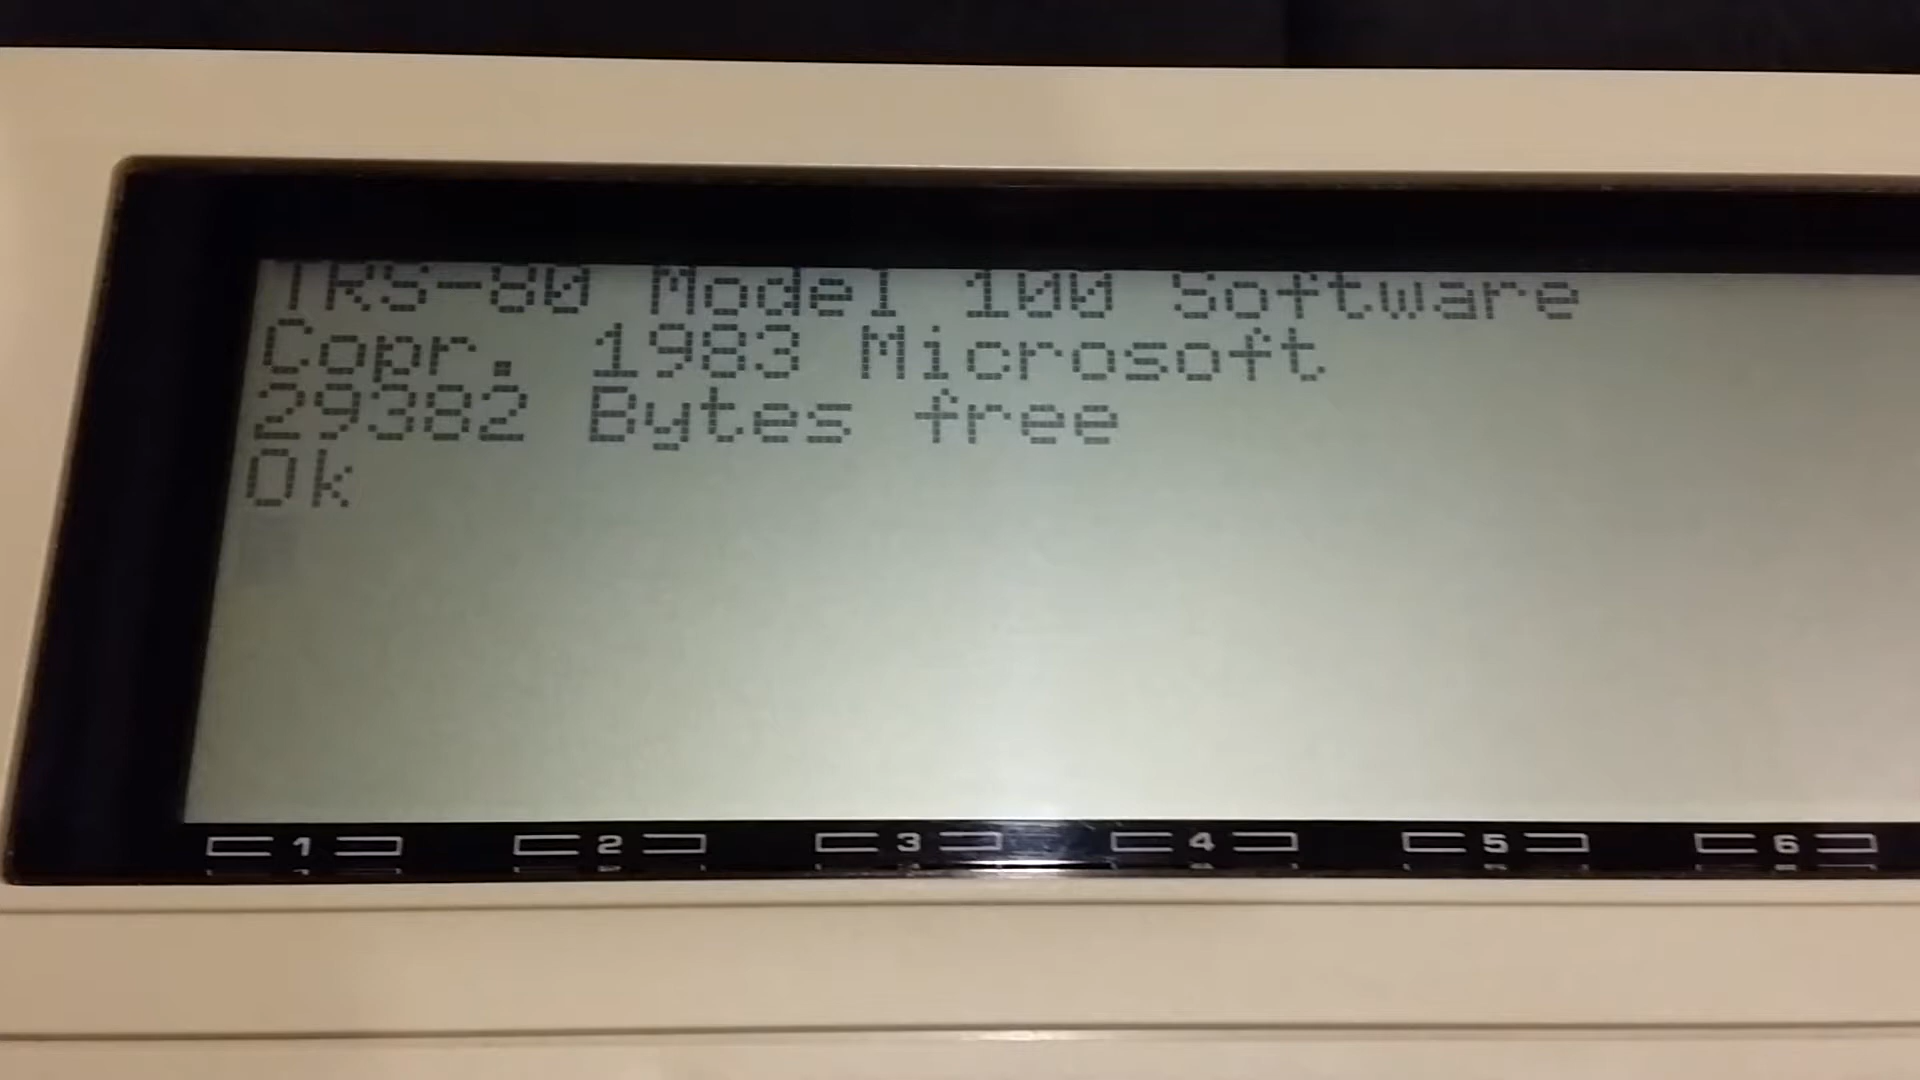 TRS-80 Model 100 Software
Copr. 1983 Microsoft
29382 Bytes free
Ok
1 2 3 4 5 6